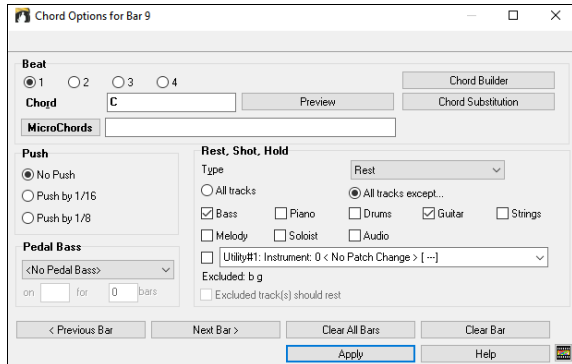 Chord Options for Bar 9
Beat
1 2 3 4
Chord Builder
Chord C Preview Chord Substitution
MicroChords
Push
No Push
Push by 1/16
Push by 1/8
Pedal Bass
<No Pedal Bass>
on for 0 bars
Rest, Shot, Hold
Type Rest
All tracks All tracks except...
Bass Piano Drums Guitar Strings
Melody Soloist Audio
Utility#1: Instrument: 0 < No Patch Change > [ ---]
Excluded: b g
Excluded track(s) should rest
< Previous Bar Next Bar > Clear All Bars Clear Bar
Apply Help